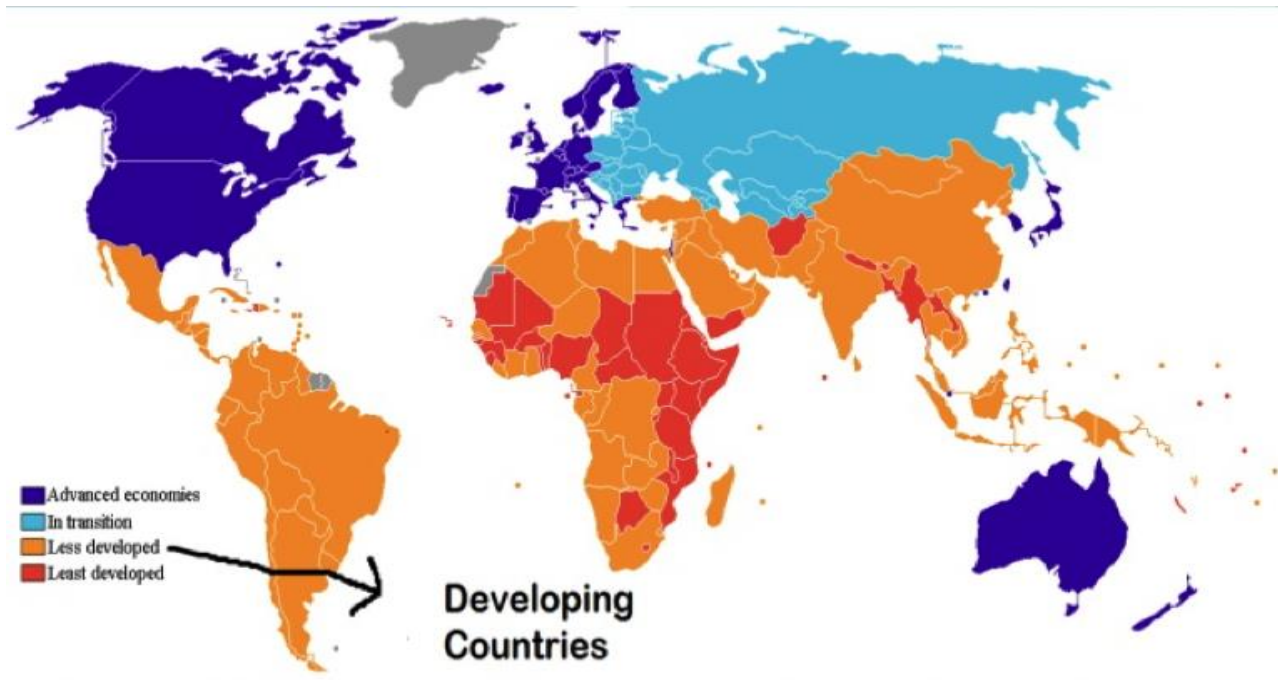 Advanced economies
In transition
Less developed
Least developed
Developing
Countries